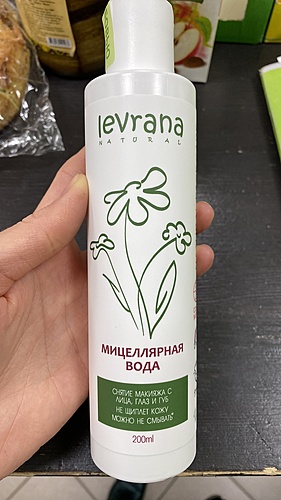 levrana
NATURAL
МИЦЕЛЛЯРНАЯ
ВОДА
СНЯТИЕ МАКИЯЖА С
ЛИЦА, ГЛАЗ И ГУБ
НЕ ЩИПЛЕТ КОЖУ
МОЖНО НЕ СМЫВАТЬ*
200ml